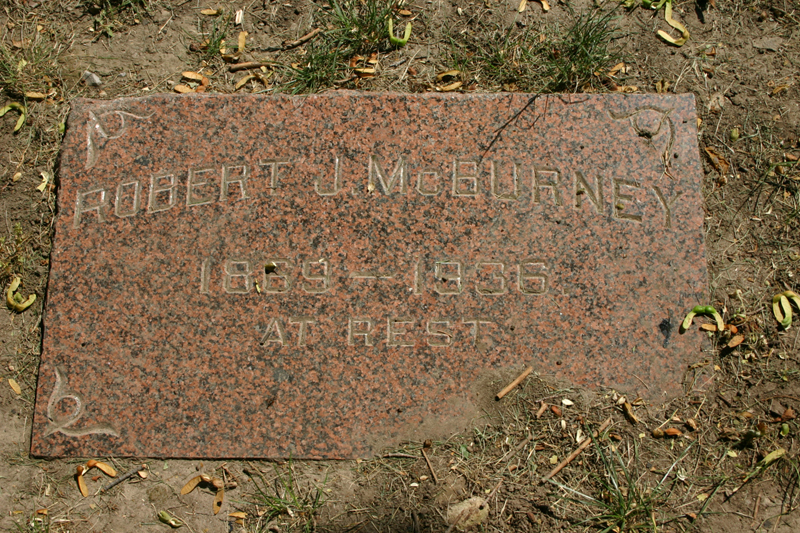 ROBERT J. McBURNEY
1869 — 1936
AT REST